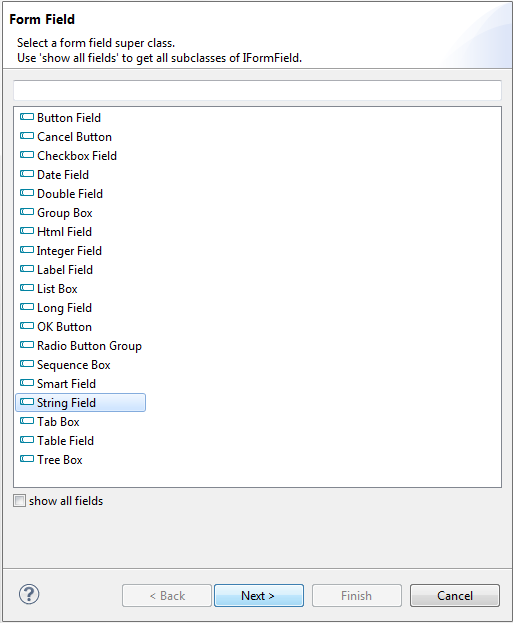 Form Field
Select a form field super class.
Use 'show all fields' to get all subclasses of IFormField.
Button Field
Cancel Button
Checkbox Field
Date Field
Double Field
Group Box
Html Field
Integer Field
Label Field
List Box
Long Field
OK Button
Radio Button Group
Sequence Box
Smart Field
String Field
Tab Box
Table Field
Tree Box
show all fields
? < Back Next > Finish Cancel